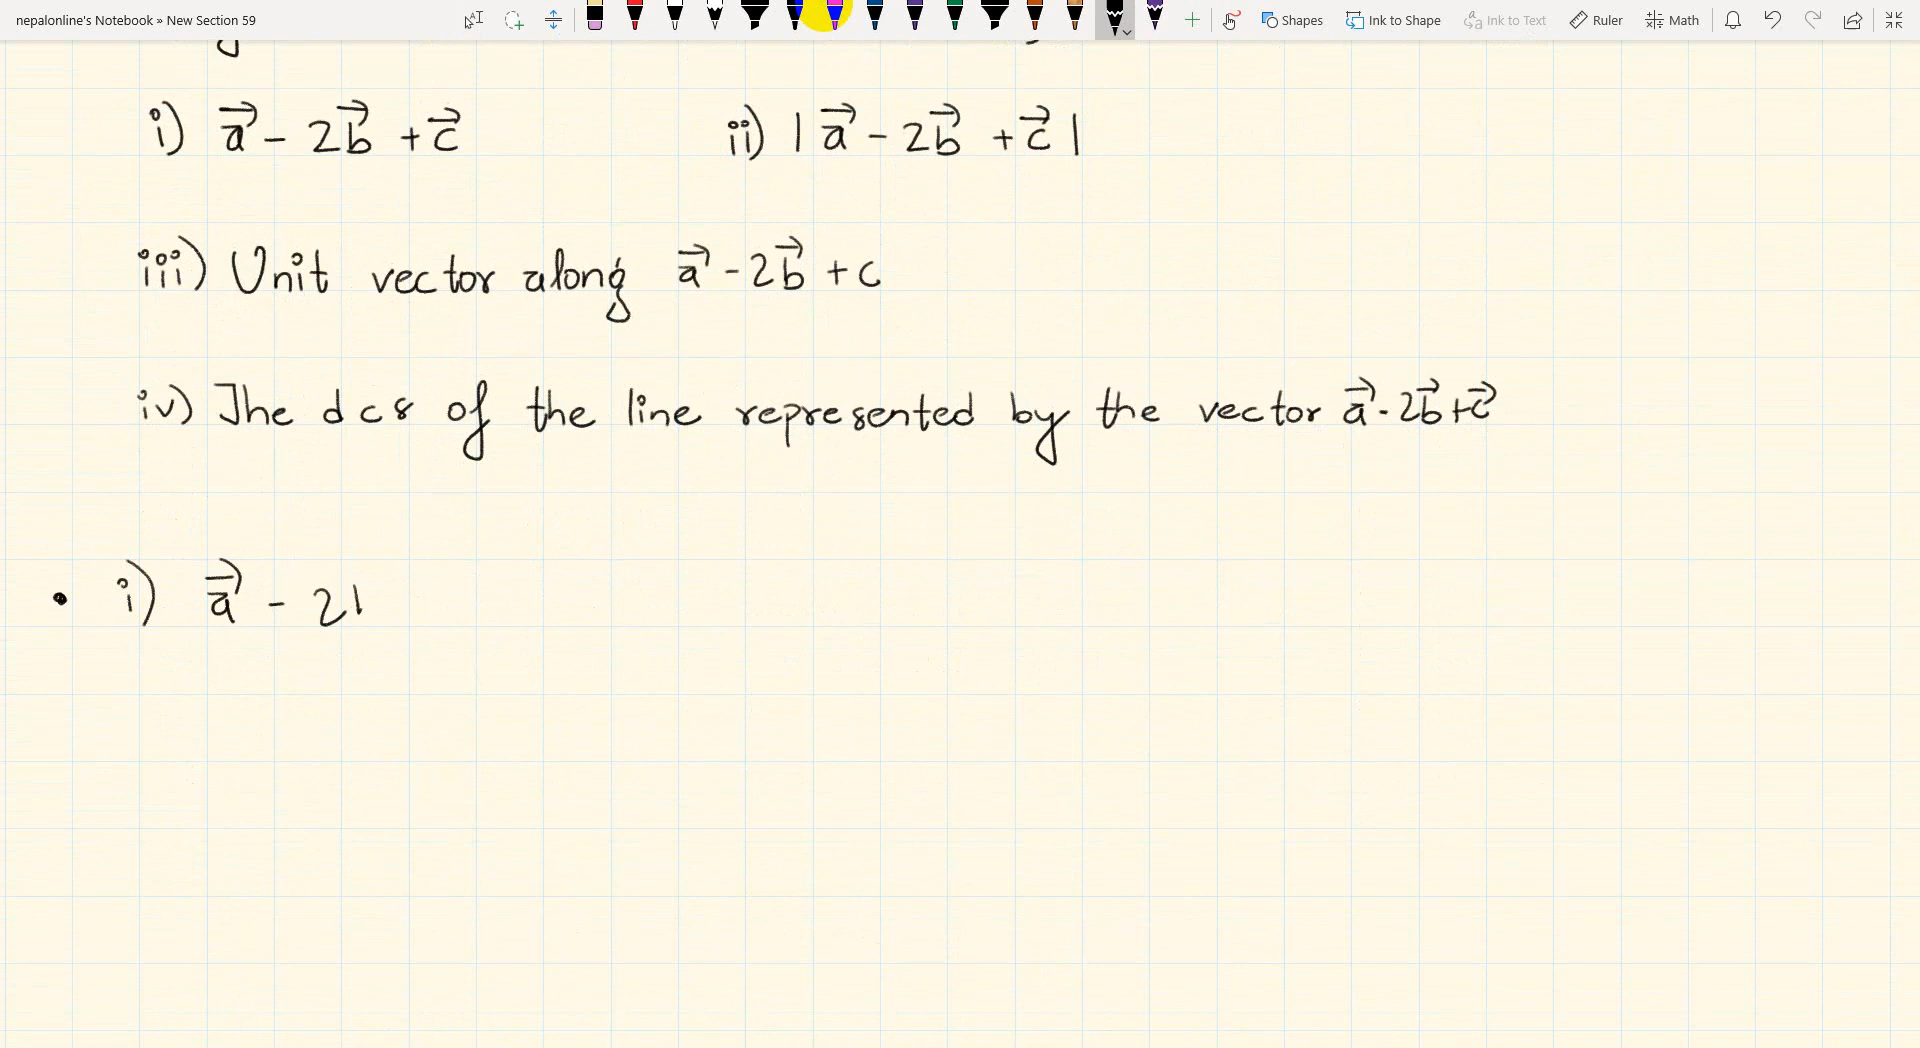 nepalonline's Notebook » New Section 59 Shapes Ink to Shape Ink to Text Ruler Math
i) a⃗ - 2b⃗ + c⃗ ii) | a⃗ - 2b⃗ + c⃗ |
iii) Unit vector along a⃗ - 2b⃗ + c
iv) The dcs of the line represented by the vector a⃗ - 2b⃗ + c⃗
• i) a⃗ - 2l